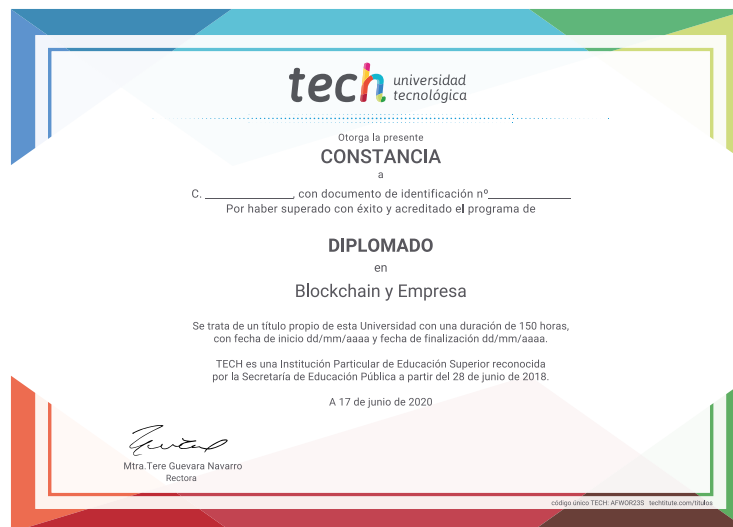 tech universidad
tecnológica
Otorga la presente
CONSTANCIA
a
C. ______________, con documento de identificación nº______________
Por haber superado con éxito y acreditado el programa de
DIPLOMADO
en
Blockchain y Empresa
Se trata de un título propio de esta Universidad con una duración de 150 horas,
con fecha de inicio dd/mm/aaaa y fecha de finalización dd/mm/aaaa.
TECH es una Institución Particular de Educación Superior reconocida
por la Secretaría de Educación Pública a partir del 28 de junio de 2018.
A 17 de junio de 2020
Mtra.Tere Guevara Navarro
Rectora
código único TECH: AFWOR23S techtitute.com/títulos